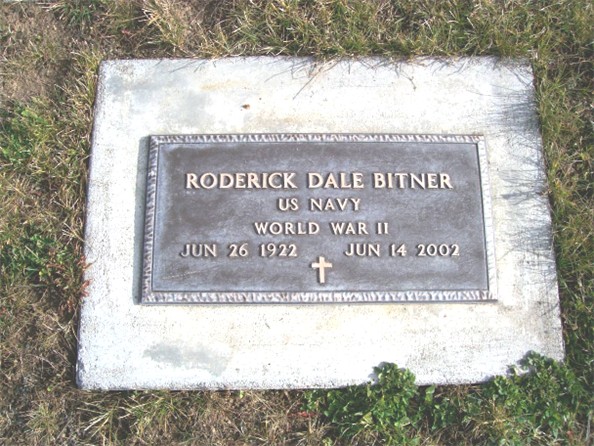 RODERICK DALE BITNER
US NAVY
WORLD WAR II
JUN 26 1922 JUN 14 2002